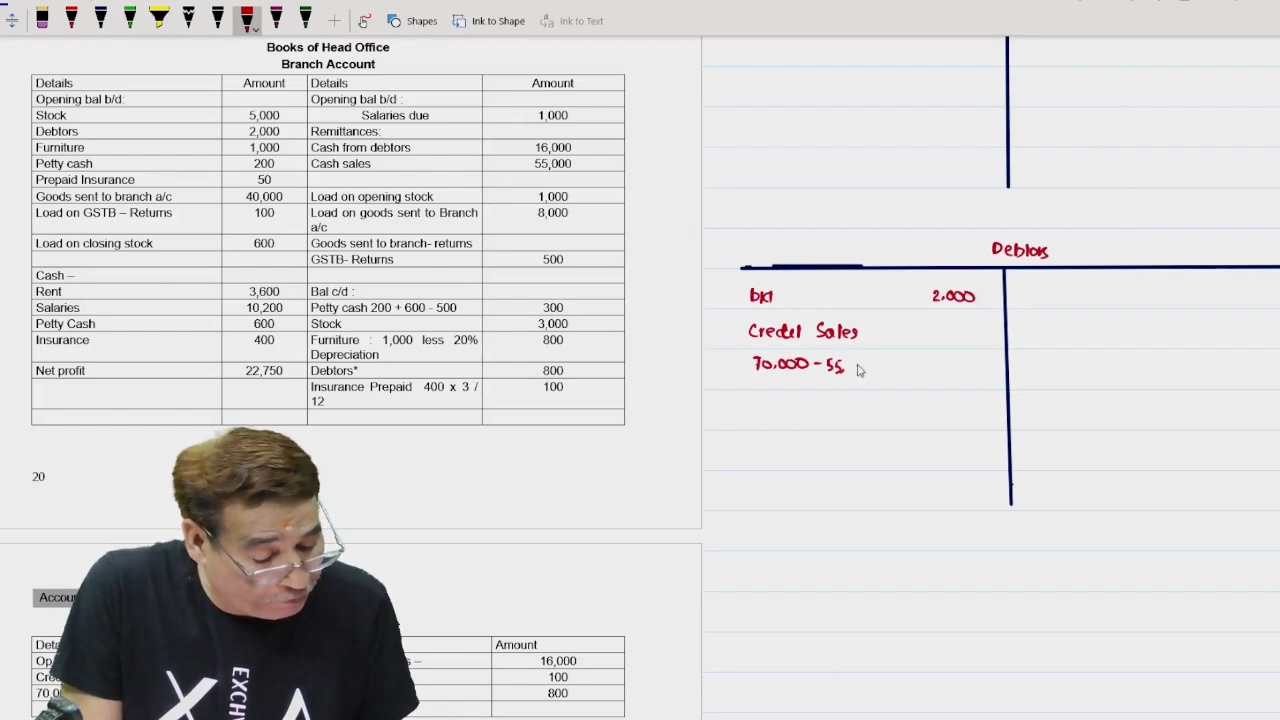 Shapes
Ink to Shape
Ink to Text
Books of Head Office
Branch Account
Details Amount Details Amount
Opening bal b/d: Opening bal b/d :
Stock 5,000 Salaries due 1,000
Debtors 2,000 Remittances:
Furniture 1,000 Cash from debtors 16,000
Petty cash 200 Cash sales 55,000
Prepaid Insurance 50
Goods sent to branch a/c 40,000 Load on opening stock 1,000
Load on GSTB – Returns 100 Load on goods sent to Branch a/c 8,000
Load on closing stock 600 Goods sent to branch- returns
GSTB- Returns 500
Cash –
Rent 3,600 Bal c/d :
Salaries 10,200 Petty cash 200 + 600 - 500 300
Petty Cash 600 Stock 3,000
Insurance 400 Furniture : 1,000 less 20% Depreciation 800
Net profit 22,750 Debtors* 800
Insurance Prepaid 400 x 3 / 12 100
20
Debtors
2,000
Credit Sales
70,000 - 55,
Accou
Deta Amount
Op s – 16,000
Cre 100
70,0 800
EXCH